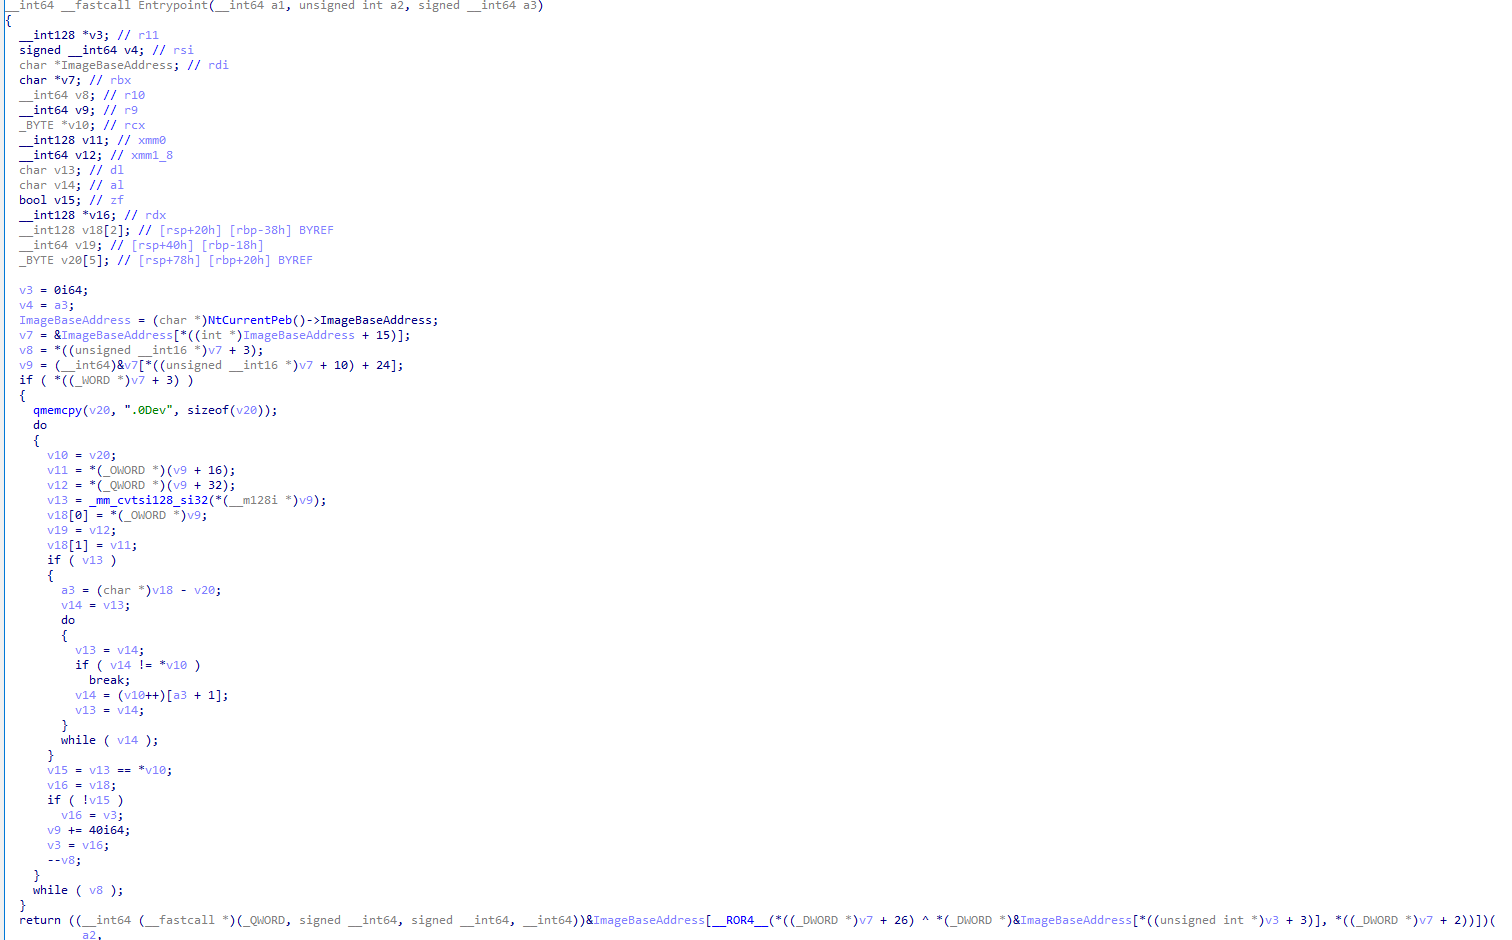 __int64 __fastcall Entrypoint(__int64 a1, unsigned int a2, signed __int64 a3)
{
  __int128 *v3; // r11
  signed __int64 v4; // rsi
  char *ImageBaseAddress; // rdi
  char *v7; // rbx
  __int64 v8; // r10
  __int64 v9; // r9
  _BYTE *v10; // rcx
  __int128 v11; // xmm0
  __int64 v12; // xmm1_8
  char v13; // dl
  char v14; // al
  bool v15; // zf
  __int128 *v16; // rdx
  __int128 v18[2]; // [rsp+20h] [rbp-38h] BYREF
  __int64 v19; // [rsp+40h] [rbp-18h]
  _BYTE v20[5]; // [rsp+78h] [rbp+20h] BYREF

  v3 = 0i64;
  v4 = a3;
  ImageBaseAddress = (char *)NtCurrentPeb()->ImageBaseAddress;
  v7 = &ImageBaseAddress[*((int *)ImageBaseAddress + 15)];
  v8 = *((unsigned __int16 *)v7 + 3);
  v9 = (__int64)&v7[*((unsigned __int16 *)v7 + 10) + 24];
  if ( *((_WORD *)v7 + 3) )
  {
    qmemcpy(v20, ".0Dev", sizeof(v20));
    do
    {
      v10 = v20;
      v11 = *(_OWORD *)(v9 + 16);
      v12 = *(_QWORD *)(v9 + 32);
      v13 = _mm_cvtsi128_si32(*(__m128i *)v9);
      v18[0] = *(_OWORD *)v9;
      v19 = v12;
      v18[1] = v11;
      if ( v13 )
      {
        a3 = (char *)v18 - v20;
        v14 = v13;
        do
        {
          v13 = v14;
          if ( v14 != *v10 )
            break;
          v14 = (v10++)[a3 + 1];
          v13 = v14;
        }
        while ( v14 );
      }
      v15 = v13 == *v10;
      v16 = v18;
      if ( !v15 )
        v16 = v3;
      v9 += 40i64;
      v3 = v16;
      --v8;
    }
    while ( v8 );
  }
  return ((__int64 (__fastcall *)(_QWORD, signed __int64, signed __int64, __int64))&ImageBaseAddress[__ROR4__(*((_DWORD *)v7 + 26) ^ *(_DWORD *)&ImageBaseAddress[*((unsigned int *)v3 + 3)], *((_DWORD *)v7 + 2))])(
           a2,